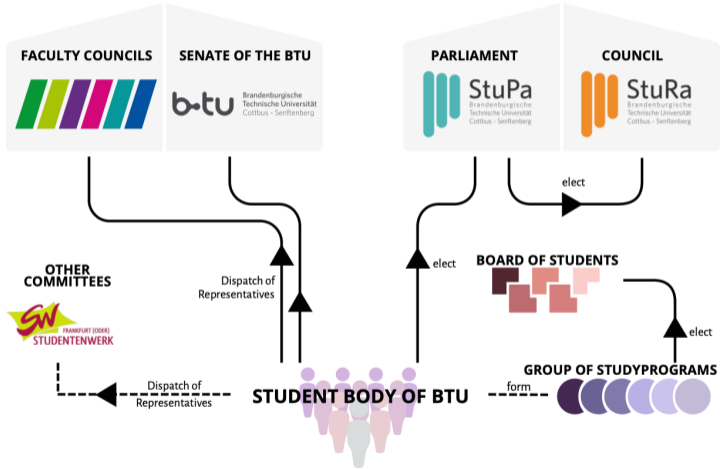 FACULTY COUNCILS
SENATE OF THE BTU
b-tu
Brandenburgische
Technische Universität
Cottbus - Senftenberg
PARLIAMENT
StuPa
Brandenburgische
Technische Universität
Cottbus - Senftenberg
COUNCIL
StuRa
Brandenburgische
Technische Universität
Cottbus - Senftenberg
elect
OTHER
COMMITTEES
SW
FRANKFURT (ODER)
STUDENTENWERK
Dispatch of
Representatives
elect
BOARD OF STUDENTS
elect
Dispatch of
Representatives
STUDENT BODY OF BTU
form
GROUP OF STUDYPROGRAMS